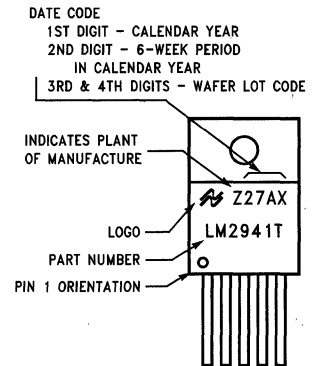 DATE CODE
1ST DIGIT - CALENDAR YEAR
2ND DIGIT - 6-WEEK PERIOD
IN CALENDAR YEAR
3RD & 4TH DIGITS - WAFER LOT CODE
INDICATES PLANT
OF MANUFACTURE
Z27AX
LOGO
LM2941T
PART NUMBER
PIN 1 ORIENTATION